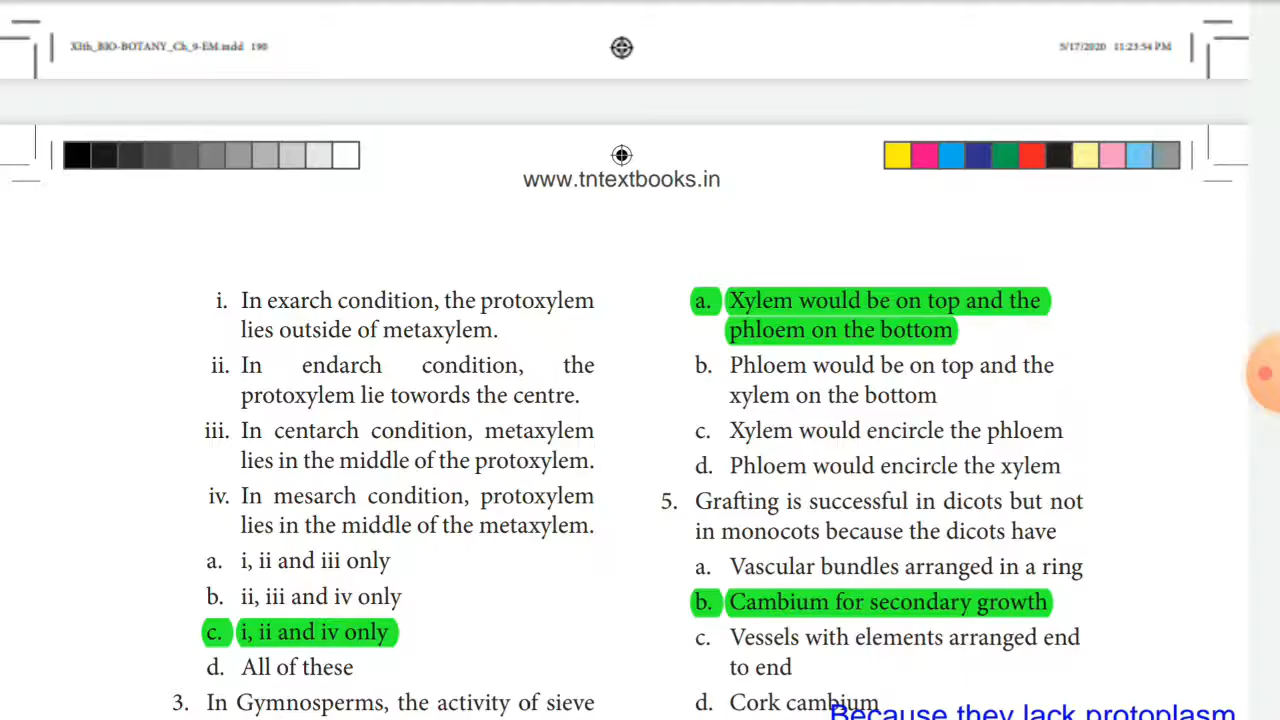 XIth_BIO-BOTANY_Ch_9-EM.indd 190
5/17/2020 11:23:54 PM
www.tntextbooks.in
i. In exarch condition, the protoxylem
lies outside of metaxylem.
ii. In endarch condition, the
protoxylem lie towords the centre.
iii. In centarch condition, metaxylem
lies in the middle of the protoxylem.
iv. In mesarch condition, protoxylem
lies in the middle of the metaxylem.
a. i, ii and iii only
b. ii, iii and iv only
c. i, ii and iv only
d. All of these
3. In Gymnosperms, the activity of sieve
a. Xylem would be on top and the
phloem on the bottom
b. Phloem would be on top and the
xylem on the bottom
c. Xylem would encircle the phloem
d. Phloem would encircle the xylem
5. Grafting is successful in dicots but not
in monocots because the dicots have
a. Vascular bundles arranged in a ring
b. Cambium for secondary growth
c. Vessels with elements arranged end
to end
d. Cork cambium
Because they lack protoplasm